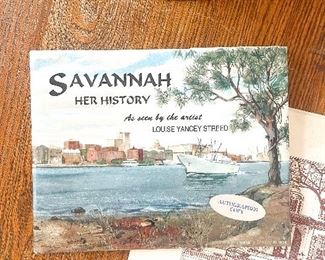 SAVANNAH
HER HISTORY
As seen by the artist
LOUISE YANCEY STREED
AUTOGRAPHED
COPY